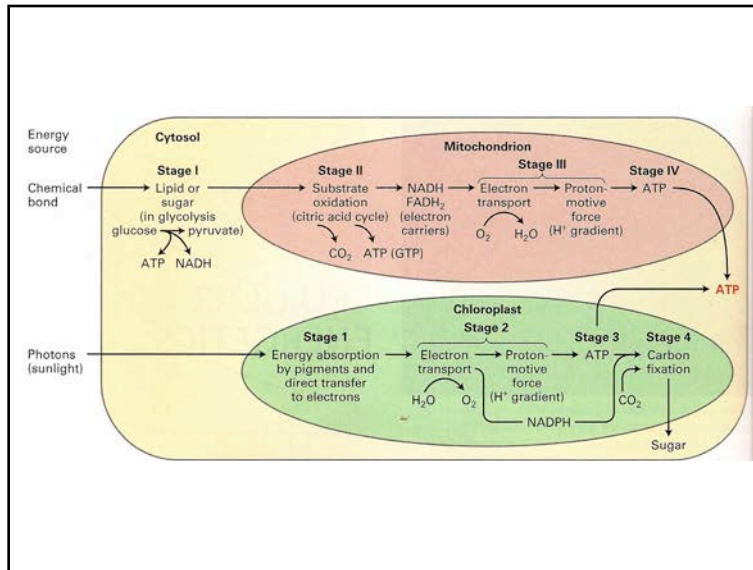 Energy
source
Cytosol
Mitochondrion
Stage I
Stage II
Stage III
Stage IV
Chemical
bond
Lipid or
sugar
(in glycolysis
glucose
pyruvate)
ATP NADH
Substrate
oxidation
(citric acid cycle)
CO2 ATP (GTP)
NADH
FADH2
(electron
carriers)
Electron
transport
O2 H2O
Proton-
motive
force
(H+ gradient)
ATP
ATP
Chloroplast
Stage 1
Stage 2
Stage 3
Stage 4
Photons
(sunlight)
Energy absorption
by pigments and
direct transfer
to electrons
Electron
transport
H2O O2
Proton-
motive
force
(H+ gradient)
NADPH
ATP
Carbon
fixation
CO2
Sugar